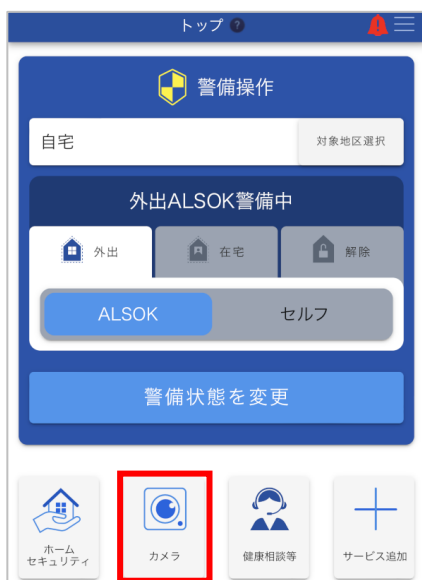 トップ ?
警備操作
自宅
対象地区選択
外出ALSOK警備中
外出
在宅
解除
ALSOK
セルフ
警備状態を変更
ホーム
セキュリティ
カメラ
健康相談等
サービス追加